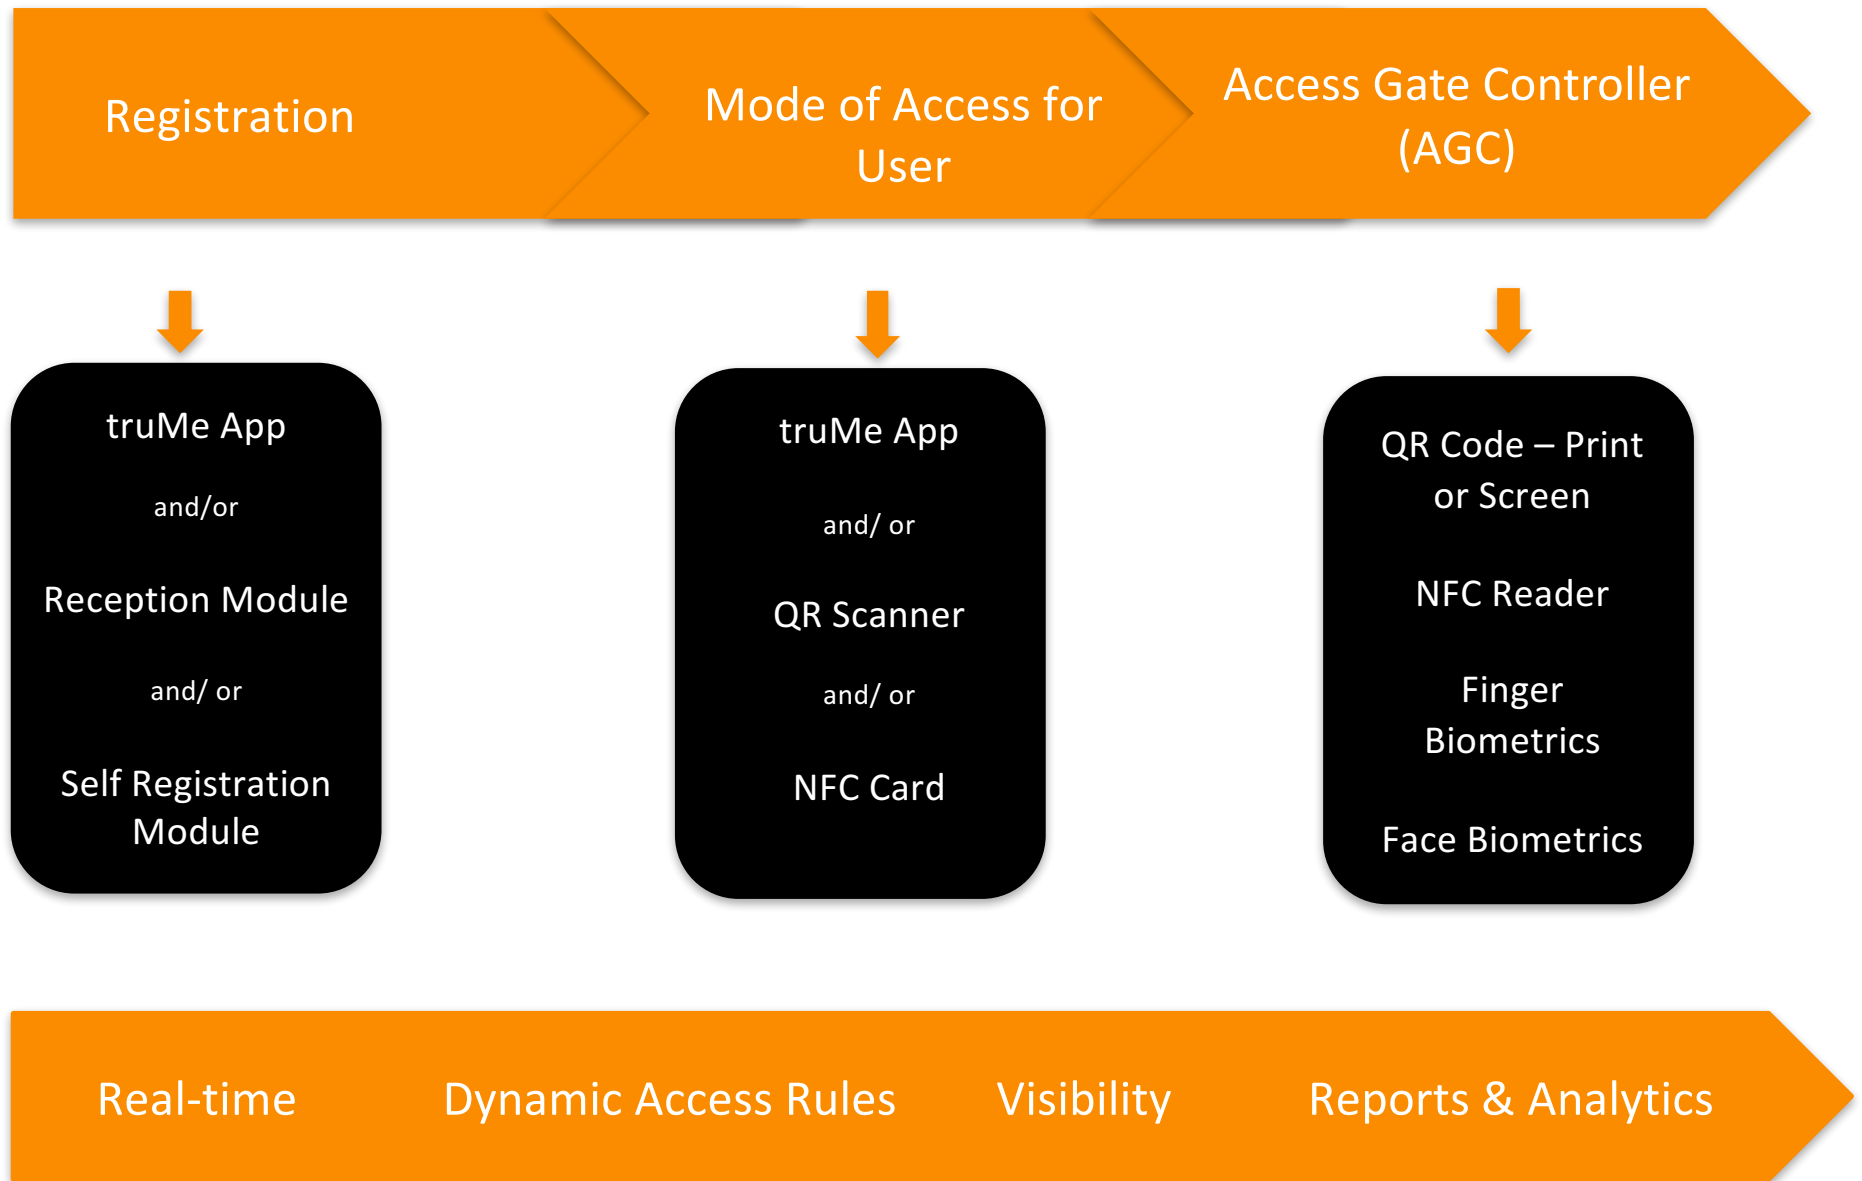 Registration
Mode of Access for
User
Access Gate Controller
(AGC)
truMe App
and/or
Reception Module
and/ or
Self Registration
Module
truMe App
and/ or
QR Scanner
and/ or
NFC Card
QR Code – Print
or Screen
NFC Reader
Finger
Biometrics
Face Biometrics
Real-time
Dynamic Access Rules
Visibility
Reports & Analytics